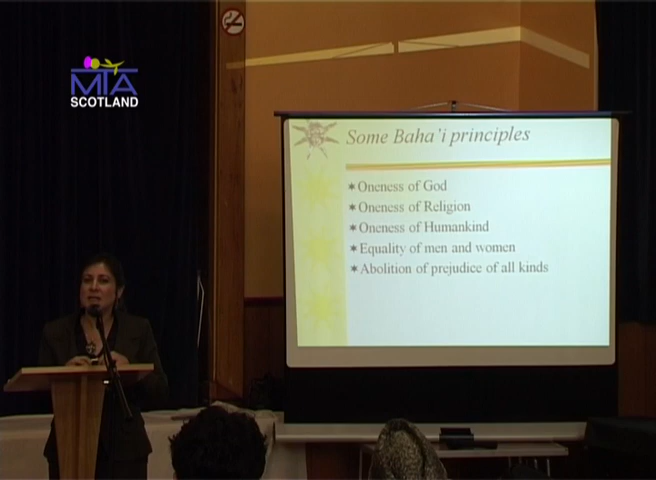 MTA
SCOTLAND
Some Baha'i principles
✶ Oneness of God
✶ Oneness of Religion
✶ Oneness of Humankind
✶ Equality of men and women
✶ Abolition of prejudice of all kinds